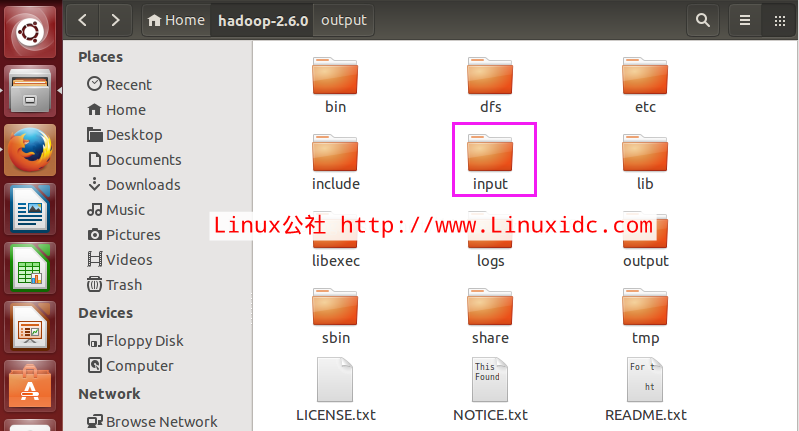 Home hadoop-2.6.0 output
Places
Recent
Home
Desktop
Documents
Downloads
Music
Pictures
Videos
Trash
Devices
Floppy Disk
Computer
Network
Browse Network
bin dfs etc
include input lib
Linux公社 http://www.Linuxidc.com
libexec logs output
sbin share tmp
This
Found
For t
ht
LICENSE.txt NOTICE.txt README.txt